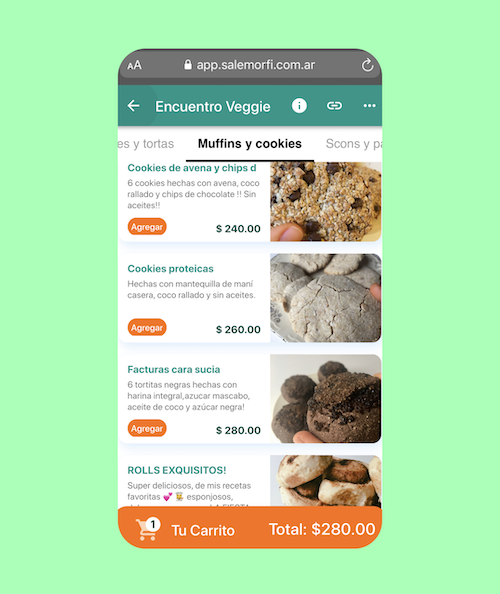 AA app.salemorfi.com.ar
Encuentro Veggie
es y tortas Muffins y cookies Scons y pa
Cookies de avena y chips d
6 cookies hechas con avena, coco
rallado y chips de chocolate !! Sin
aceites!!
Agregar $ 240.00
Cookies proteicas
Hechas con mantequilla de maní
casera, coco rallado y sin aceites.
Agregar $ 260.00
Facturas cara sucia
6 tortitas negras hechas con
harina integral,azucar mascabo,
aceite de coco y azúcar negra!
Agregar $ 280.00
ROLLS EXQUISITOS!
Super deliciosos, de mis recetas
favoritas 💕 esponjosos,
1 Tu Carrito Total: $280.00